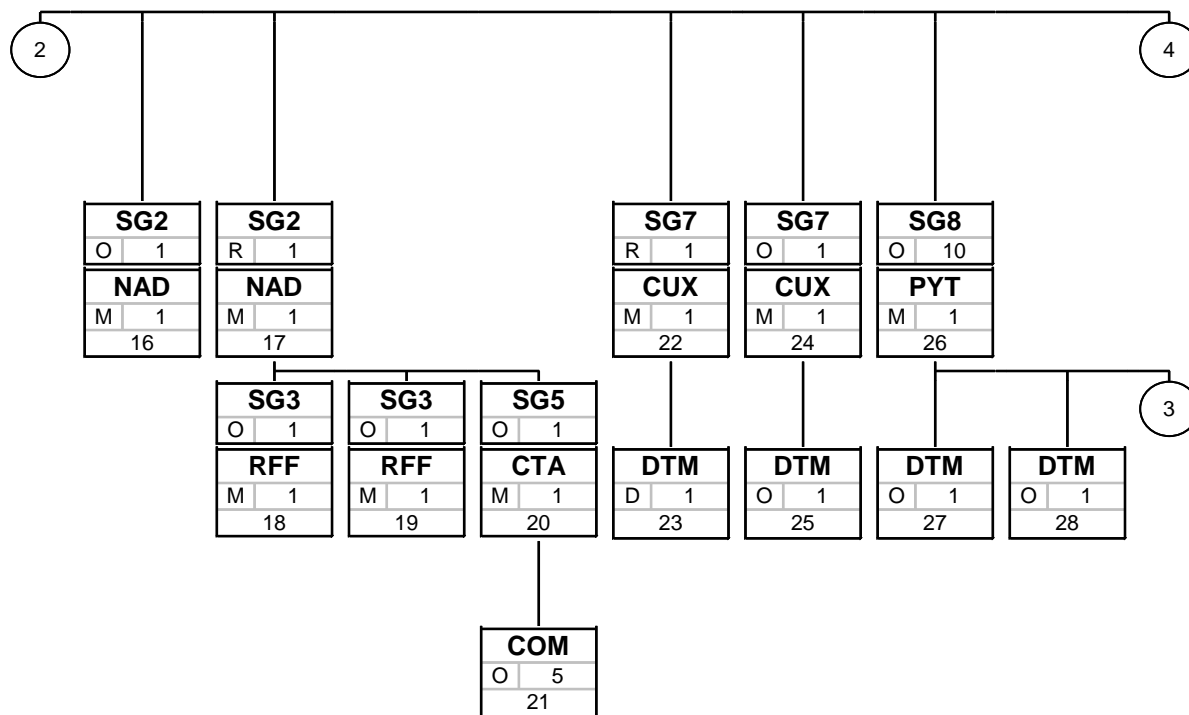 2 4
SG2 SG2 SG7 SG7 SG8
O 1 R 1 R 1 O 1 O 10
NAD NAD CUX CUX PYT
M 1 M 1 M 1 M 1 M 1
16 17 22 24 26
SG3 SG3 SG5 3
O 1 O 1 O 1
RFF RFF CTA DTM DTM DTM DTM
M 1 M 1 M 1 D 1 O 1 O 1 O 1
18 19 20 23 25 27 28
COM
O 5
21